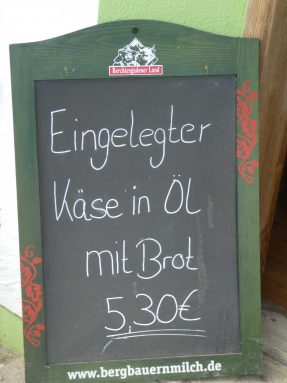 Berchtesgadener Land
Eingelegter
Käse in Öl
mit Brot
5,30€
www.bergbauernmilch.de